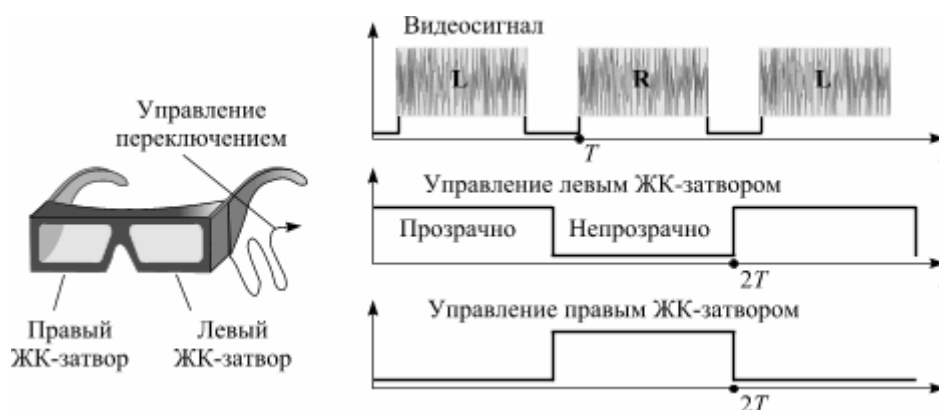 Видеосигнал
L
R
L
T
Управление
переключением
Управление левым ЖК-затвором
Прозрачно
Непрозрачно
2T
Правый
ЖК-затвор
Левый
ЖК-затвор
Управление правым ЖК-затвором
2T